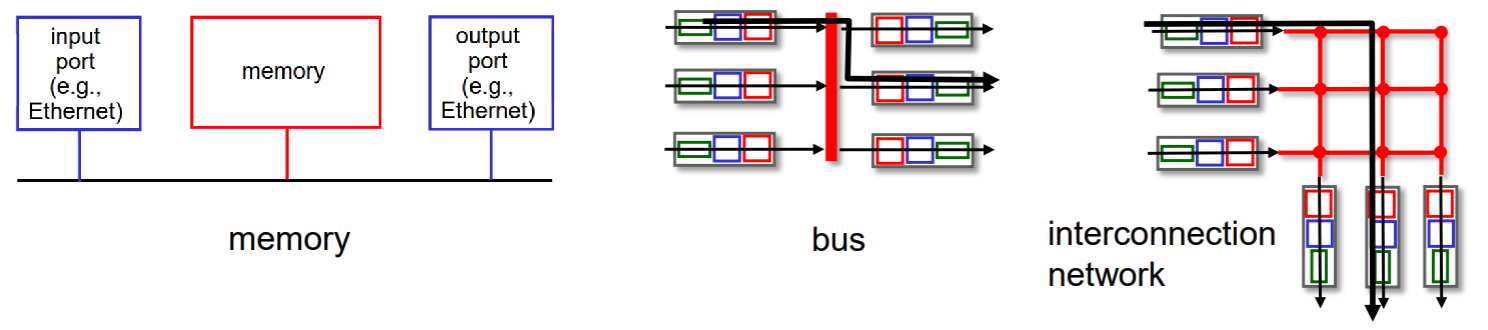 input
port
(e.g.,
Ethernet)
memory
output
port
(e.g.,
Ethernet)
memory
bus
interconnection
network